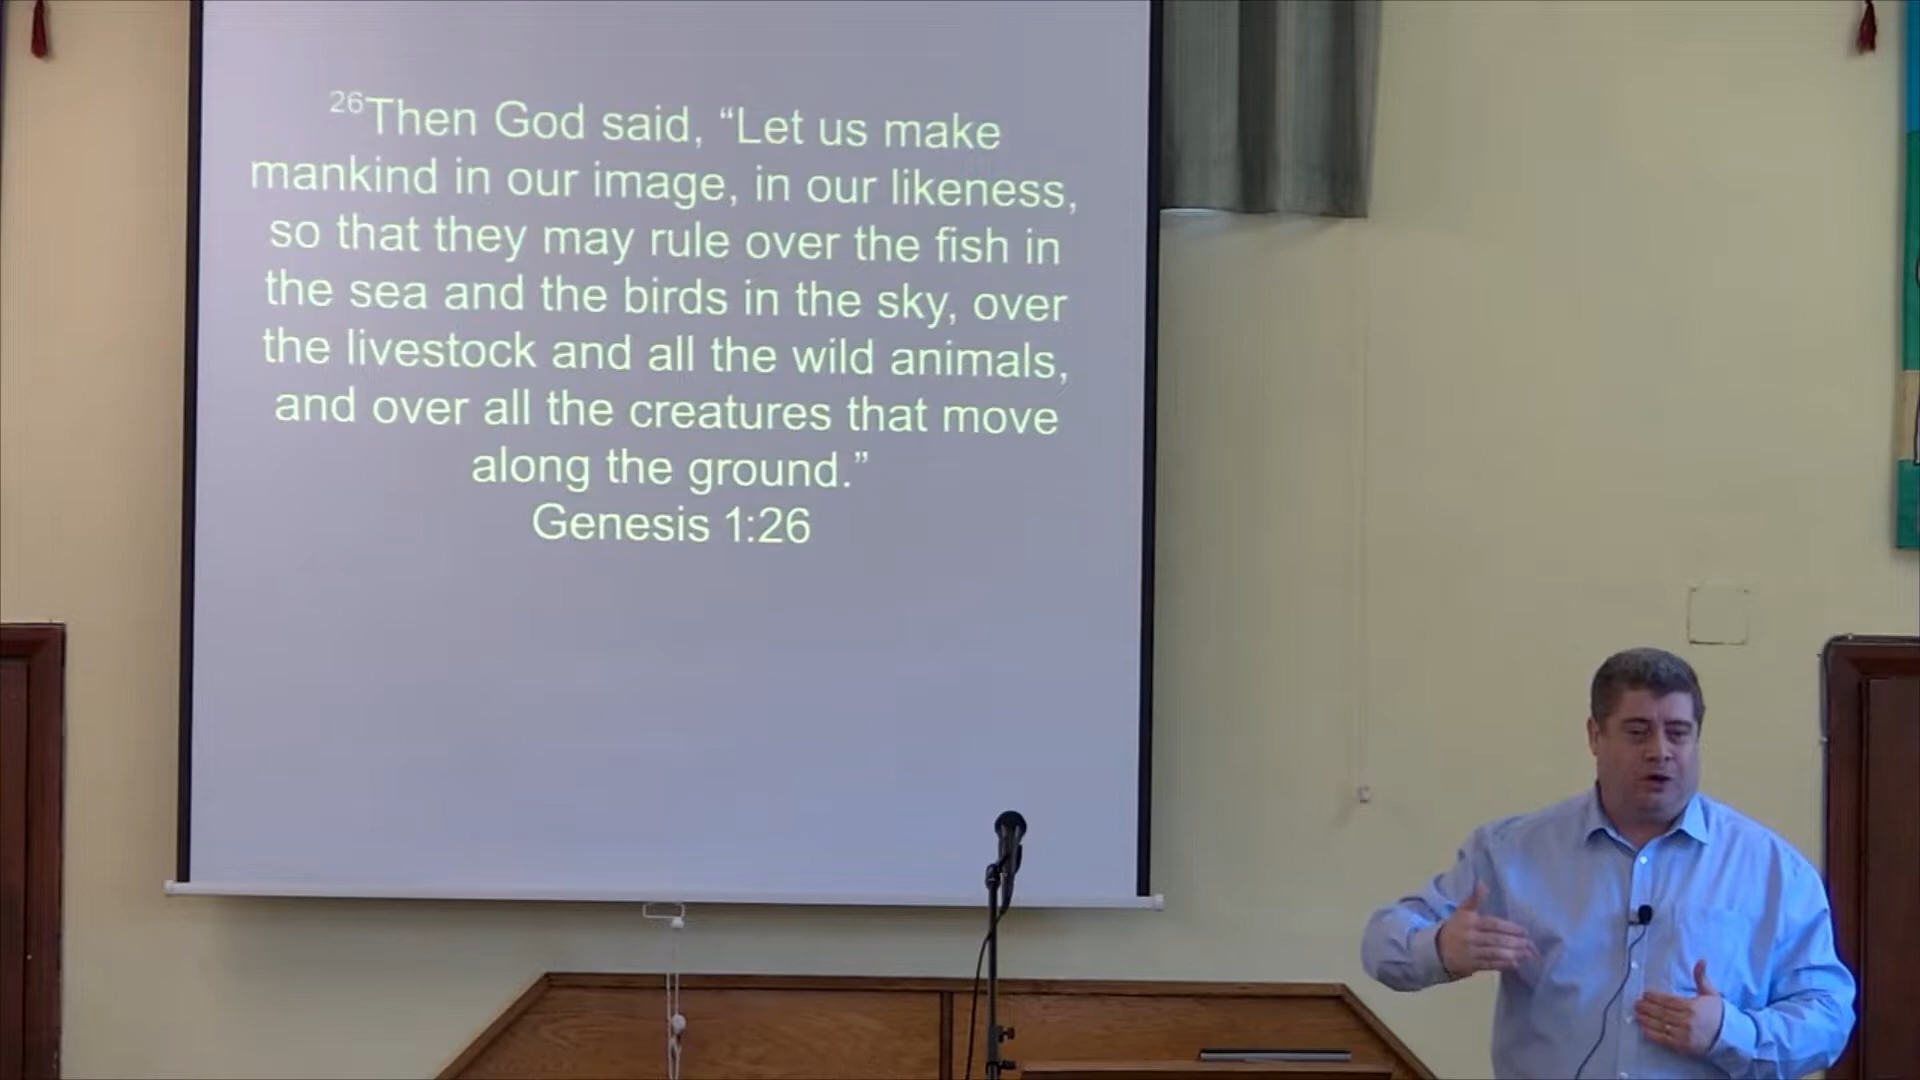 26Then God said, “Let us make
mankind in our image, in our likeness,
so that they may rule over the fish in
the sea and the birds in the sky, over
the livestock and all the wild animals,
and over all the creatures that move
along the ground.”
Genesis 1:26